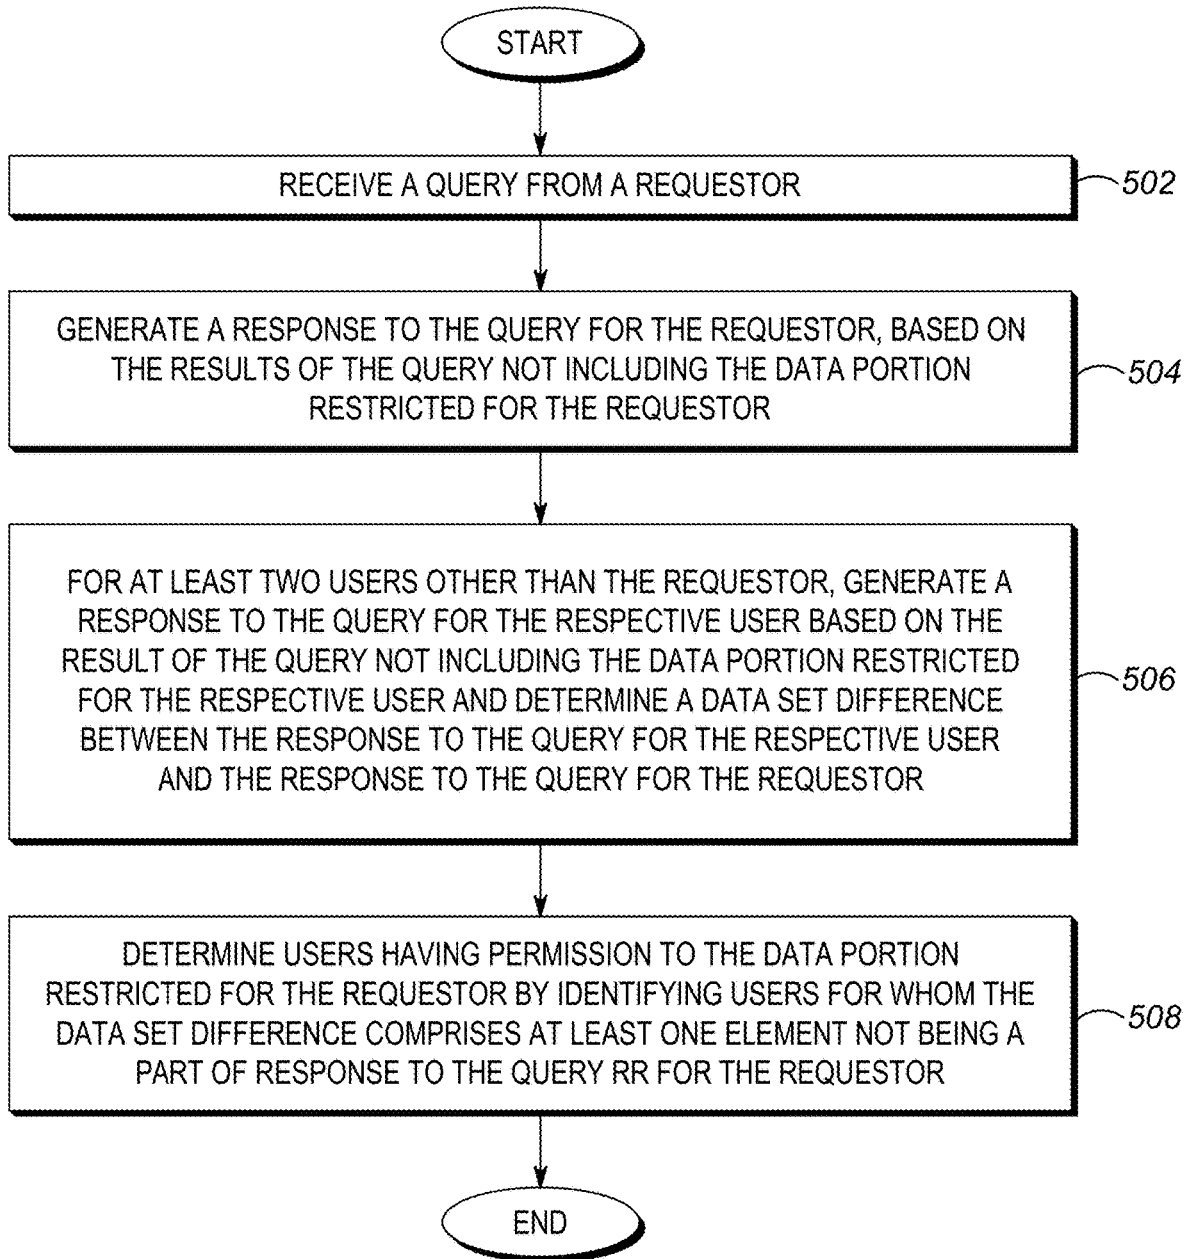 START
RECEIVE A QUERY FROM A REQUESTOR
502
GENERATE A RESPONSE TO THE QUERY FOR THE REQUESTOR, BASED ON
THE RESULTS OF THE QUERY NOT INCLUDING THE DATA PORTION
RESTRICTED FOR THE REQUESTOR
504
FOR AT LEAST TWO USERS OTHER THAN THE REQUESTOR, GENERATE A
RESPONSE TO THE QUERY FOR THE RESPECTIVE USER BASED ON THE
RESULT OF THE QUERY NOT INCLUDING THE DATA PORTION RESTRICTED
FOR THE RESPECTIVE USER AND DETERMINE A DATA SET DIFFERENCE
BETWEEN THE RESPONSE TO THE QUERY FOR THE RESPECTIVE USER
AND THE RESPONSE TO THE QUERY FOR THE REQUESTOR
506
DETERMINE USERS HAVING PERMISSION TO THE DATA PORTION
RESTRICTED FOR THE REQUESTOR BY IDENTIFYING USERS FOR WHOM THE
DATA SET DIFFERENCE COMPRISES AT LEAST ONE ELEMENT NOT BEING A
PART OF RESPONSE TO THE QUERY RR FOR THE REQUESTOR
508
END